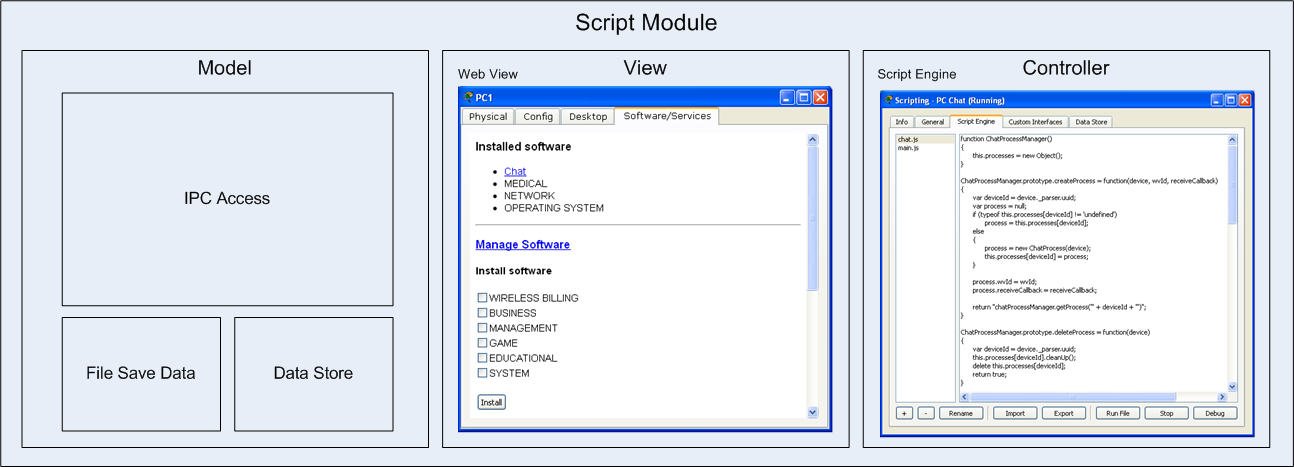 Script Module
Model
IPC Access
File Save Data
Data Store
View
Web View
PC1
Physical
Config
Desktop
Software/Services
Installed software
Chat
MEDICAL
NETWORK
OPERATING SYSTEM
Manage Software
Install software
WIRELESS BILLING
BUSINESS
MANAGEMENT
GAME
EDUCATIONAL
SYSTEM
Install
Controller
Script Engine
Scripting - PC Chat (Running)
Info
General
Script Engine
Custom Interfaces
Data Store
chat.js
main.js
function ChatProcessManager()
{
this.processes = new Object();
}
ChatProcessManager.prototype.createProcess = function(device, wvId, receiveCallback)
{
var deviceId = device._parser.uuid;
var process = null;
if (typeof this.processes[deviceId] != 'undefined')
process = this.processes[deviceId];
else
{
process = new ChatProcess(device);
this.processes[deviceId] = process;
}
process.wvId = wvId;
process.receiveCallback = receiveCallback;
return "chatProcessManager.getProcess('" + deviceId + "')";
}
ChatProcessManager.prototype.deleteProcess = function(device)
{
var deviceId = device._parser.uuid;
this.processes[deviceId].cleanUp();
delete this.processes[deviceId];
return true;
}
+
-
Rename
Import
Export
Run File
Stop
Debug